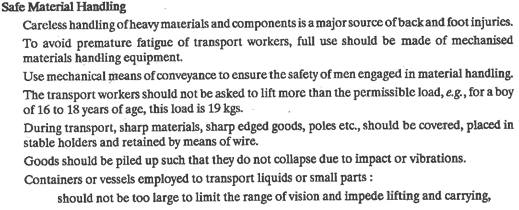 Safe Material Handling
Careless handling of heavy materials and components is a major source of back and foot injuries.
To avoid premature fatigue of transport workers, full use should be made of mechanised
materials handling equipment.
Use mechanical means of conveyance to ensure the safety of men engaged in material handling.
The transport workers should not be asked to lift more than the permissible load, e.g., for a boy
of 16 to 18 years of age, this load is 19 kgs.
During transport, sharp materials, sharp edged goods, poles etc., should be covered, placed in
stable holders and retained by means of wire.
Goods should be piled up such that they do not collapse due to impact or vibrations.
Containers or vessels employed to transport liquids or small parts :
should not be too large to limit the range of vision and impede lifting and carrying,